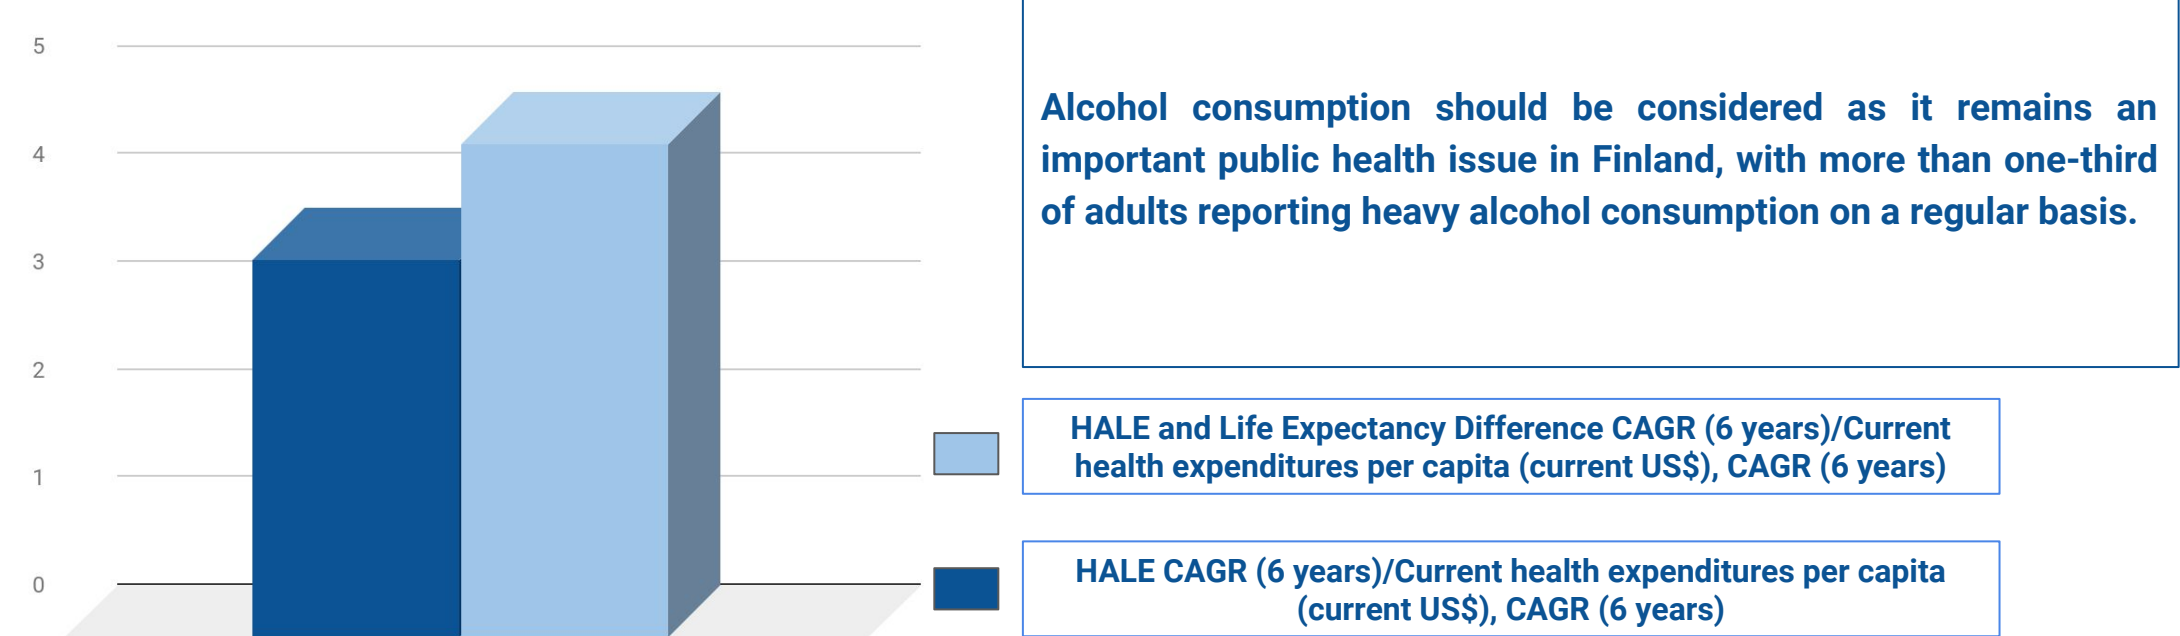 5
4
3
2
1
0
Alcohol consumption should be considered as it remains an
important public health issue in Finland, with more than one-third
of adults reporting heavy alcohol consumption on a regular basis.
HALE and Life Expectancy Difference CAGR (6 years)/Current
health expenditures per capita (current US$), CAGR (6 years)
HALE CAGR (6 years)/Current health expenditures per capita
(current US$), CAGR (6 years)